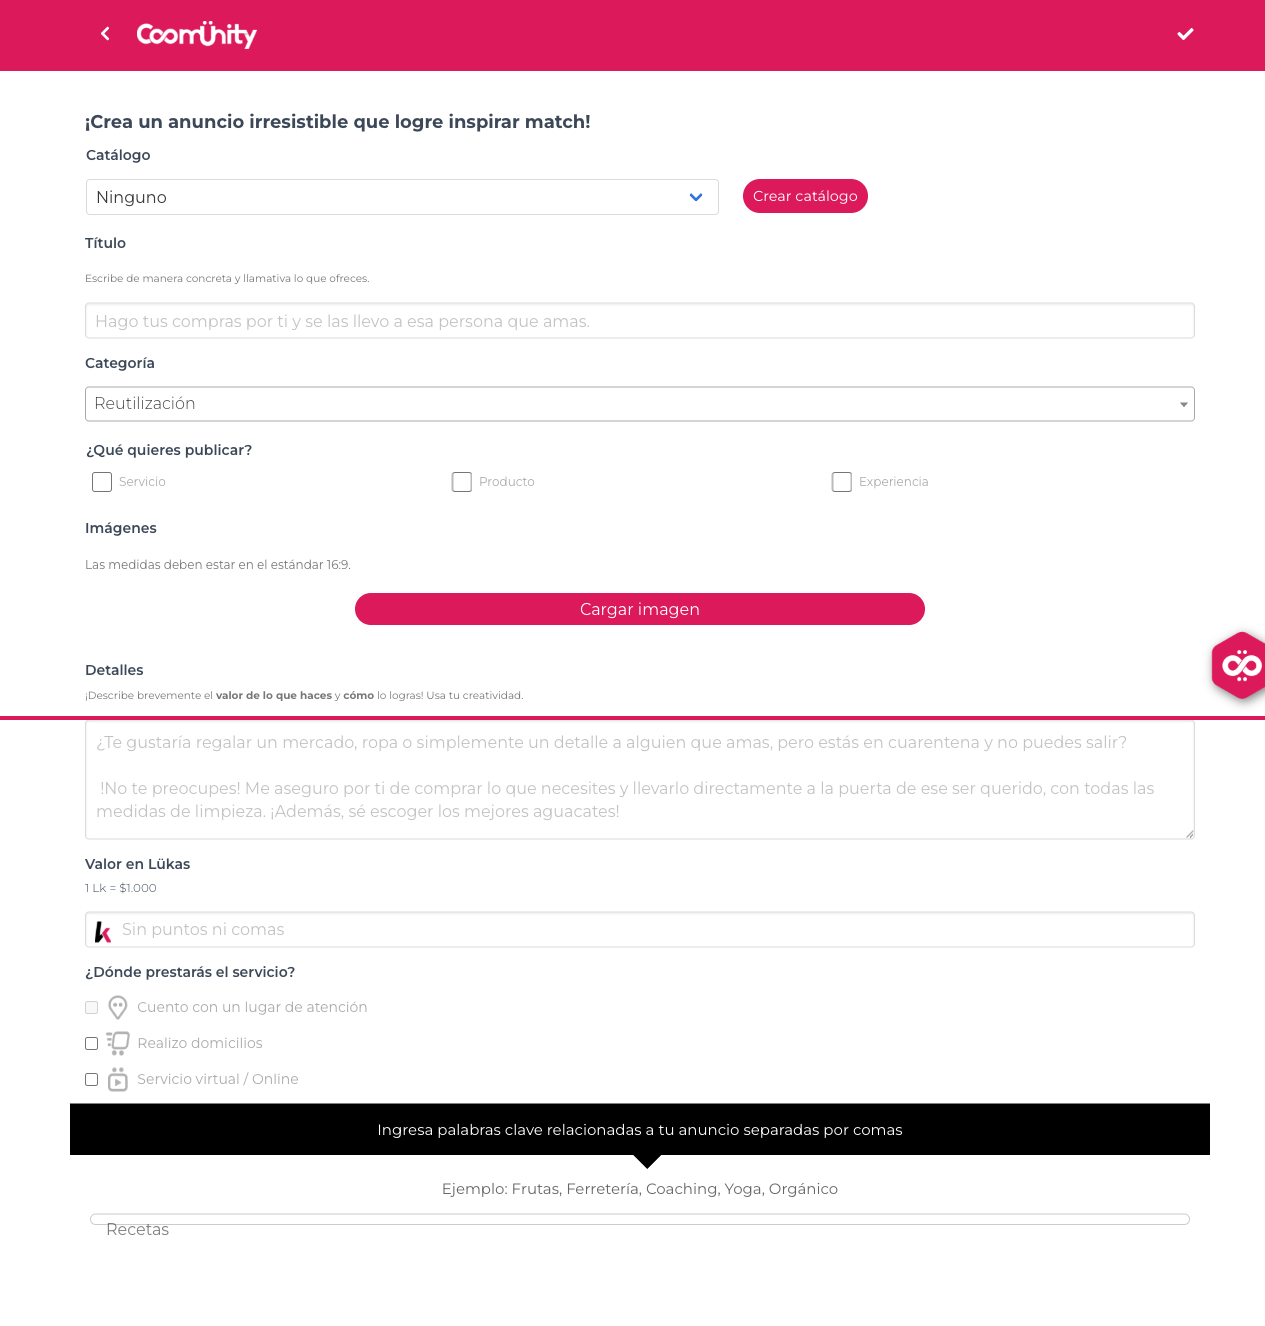 CoomÜnity
¡Crea un anuncio irresistible que logre inspirar match!
Catálogo
Ninguno
Crear catálogo
Título
Escribe de manera concreta y llamativa lo que ofreces.
Hago tus compras por ti y se las llevo a esa persona que amas.
Categoría
Reutilización
¿Qué quieres publicar?
Servicio
Producto
Experiencia
Imágenes
Las medidas deben estar en el estándar 16:9.
Cargar imagen
Detalles
¡Describe brevemente el valor de lo que haces y cómo lo logras! Usa tu creatividad.
¿Te gustaría regalar un mercado, ropa o simplemente un detalle a alguien que amas, pero estás en cuarentena y no puedes salir?
!No te preocupes! Me aseguro por ti de comprar lo que necesites y llevarlo directamente a la puerta de ese ser querido, con todas las
medidas de limpieza. ¡Además, sé escoger los mejores aguacates!
Valor en Lükas
1 Lk = $1.000
k Sin puntos ni comas
¿Dónde prestarás el servicio?
Cuento con un lugar de atención
Realizo domicilios
Servicio virtual / Online
Ingresa palabras clave relacionadas a tu anuncio separadas por comas
Ejemplo: Frutas, Ferretería, Coaching, Yoga, Orgánico
Recetas